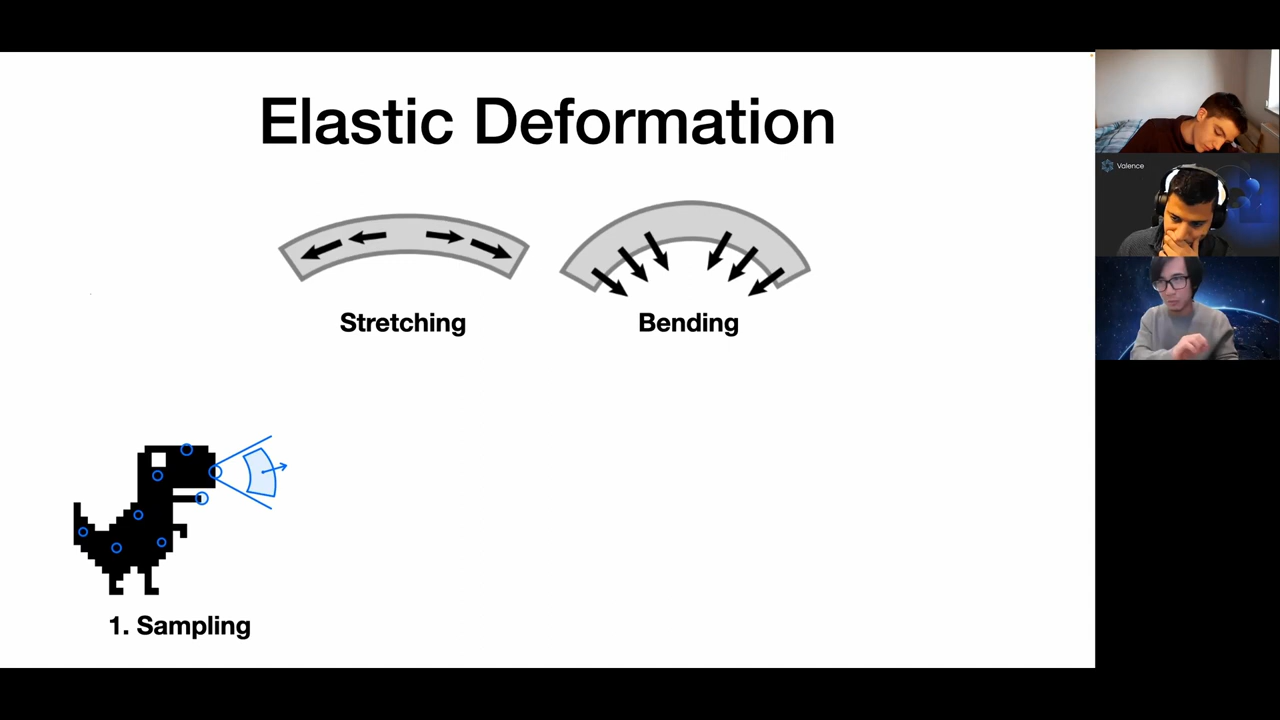 Elastic Deformation
Stretching
Bending
1. Sampling
Valence